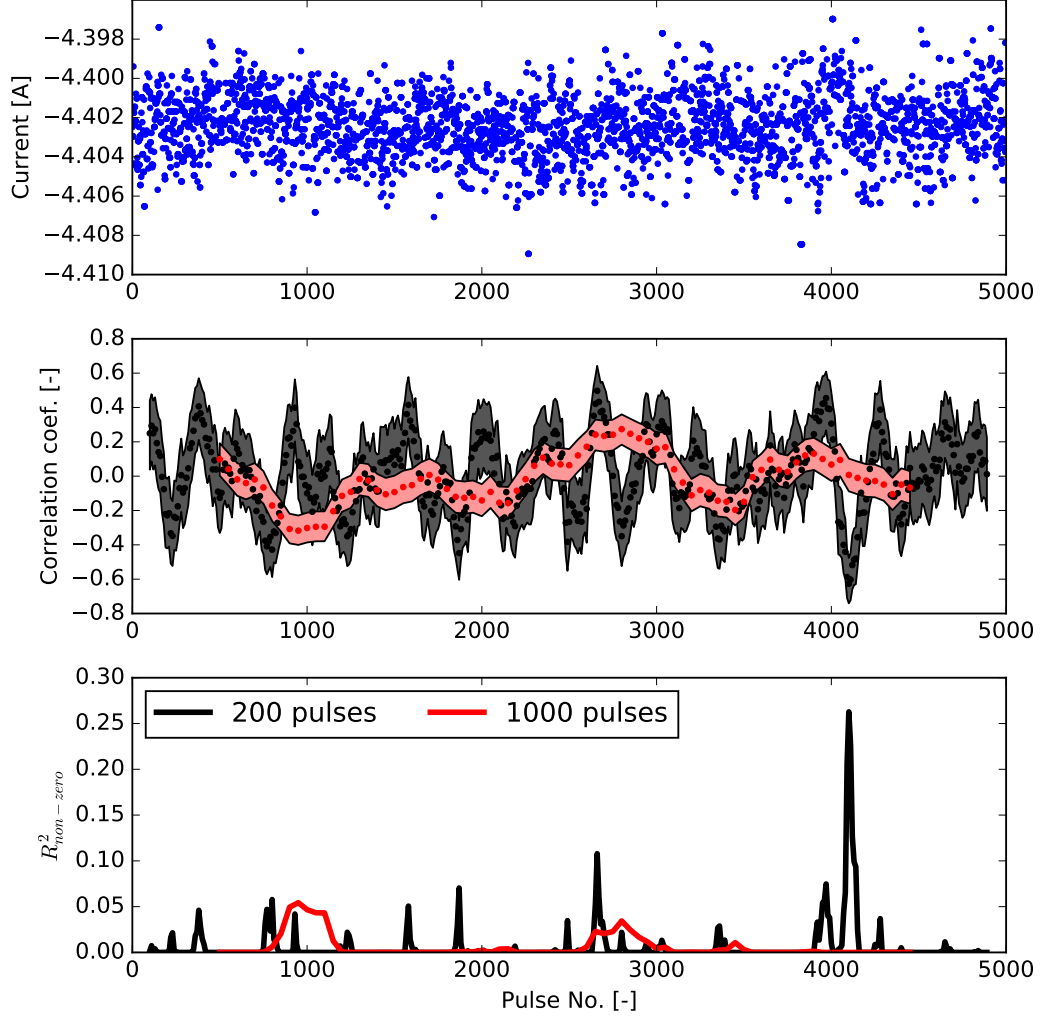 −4.398
−4.400
−4.402
−4.404
−4.406
−4.408
−4.410
Current [A]
0 1000 2000 3000 4000 5000
0.8
0.6
0.4
0.2
0.0
−0.2
−0.4
−0.6
−0.8
Correlation coef. [-]
0 1000 2000 3000 4000 5000
0.30
0.25
0.20
0.15
0.10
0.05
0.00
R²non−zero
200 pulses 1000 pulses
0 1000 2000 3000 4000 5000
Pulse No. [-]